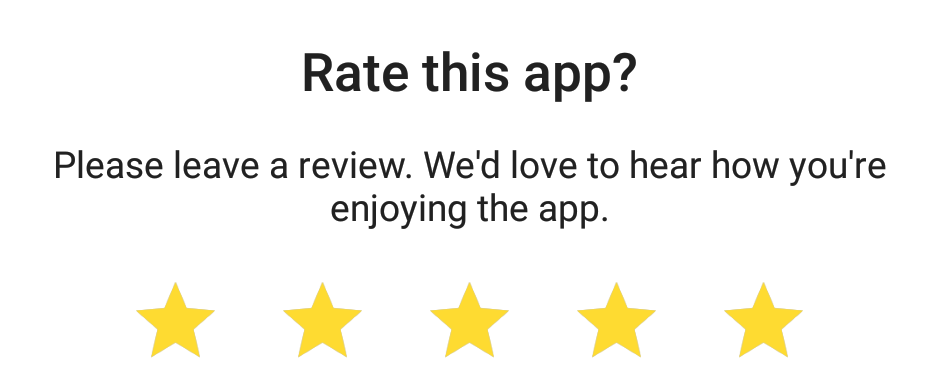 Rate this app?
Please leave a review. We'd love to hear how you're
enjoying the app.